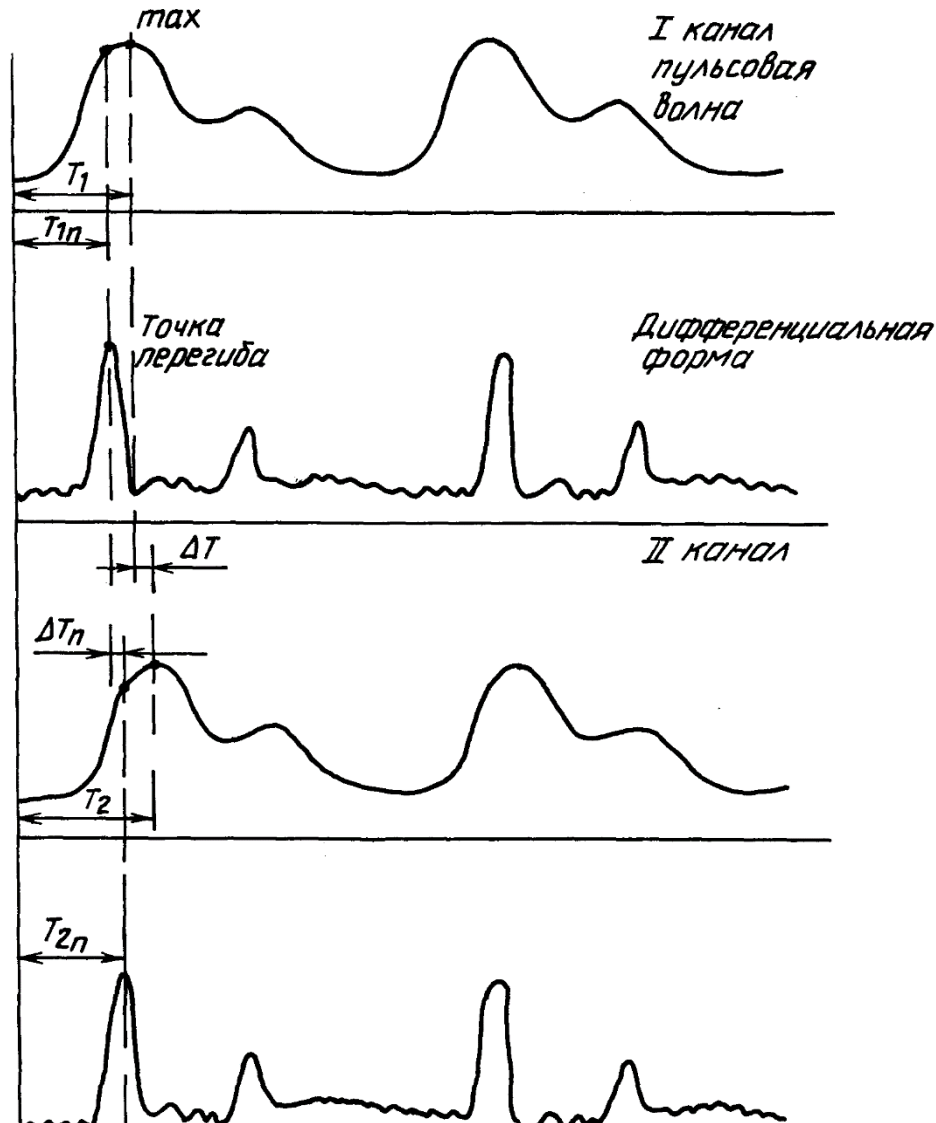 max
I канал
пульсовая
волна
T1
T1п
Точка
перегиба
Дифференциальная
форма
ΔT
II канал
ΔTп
T2
T2п